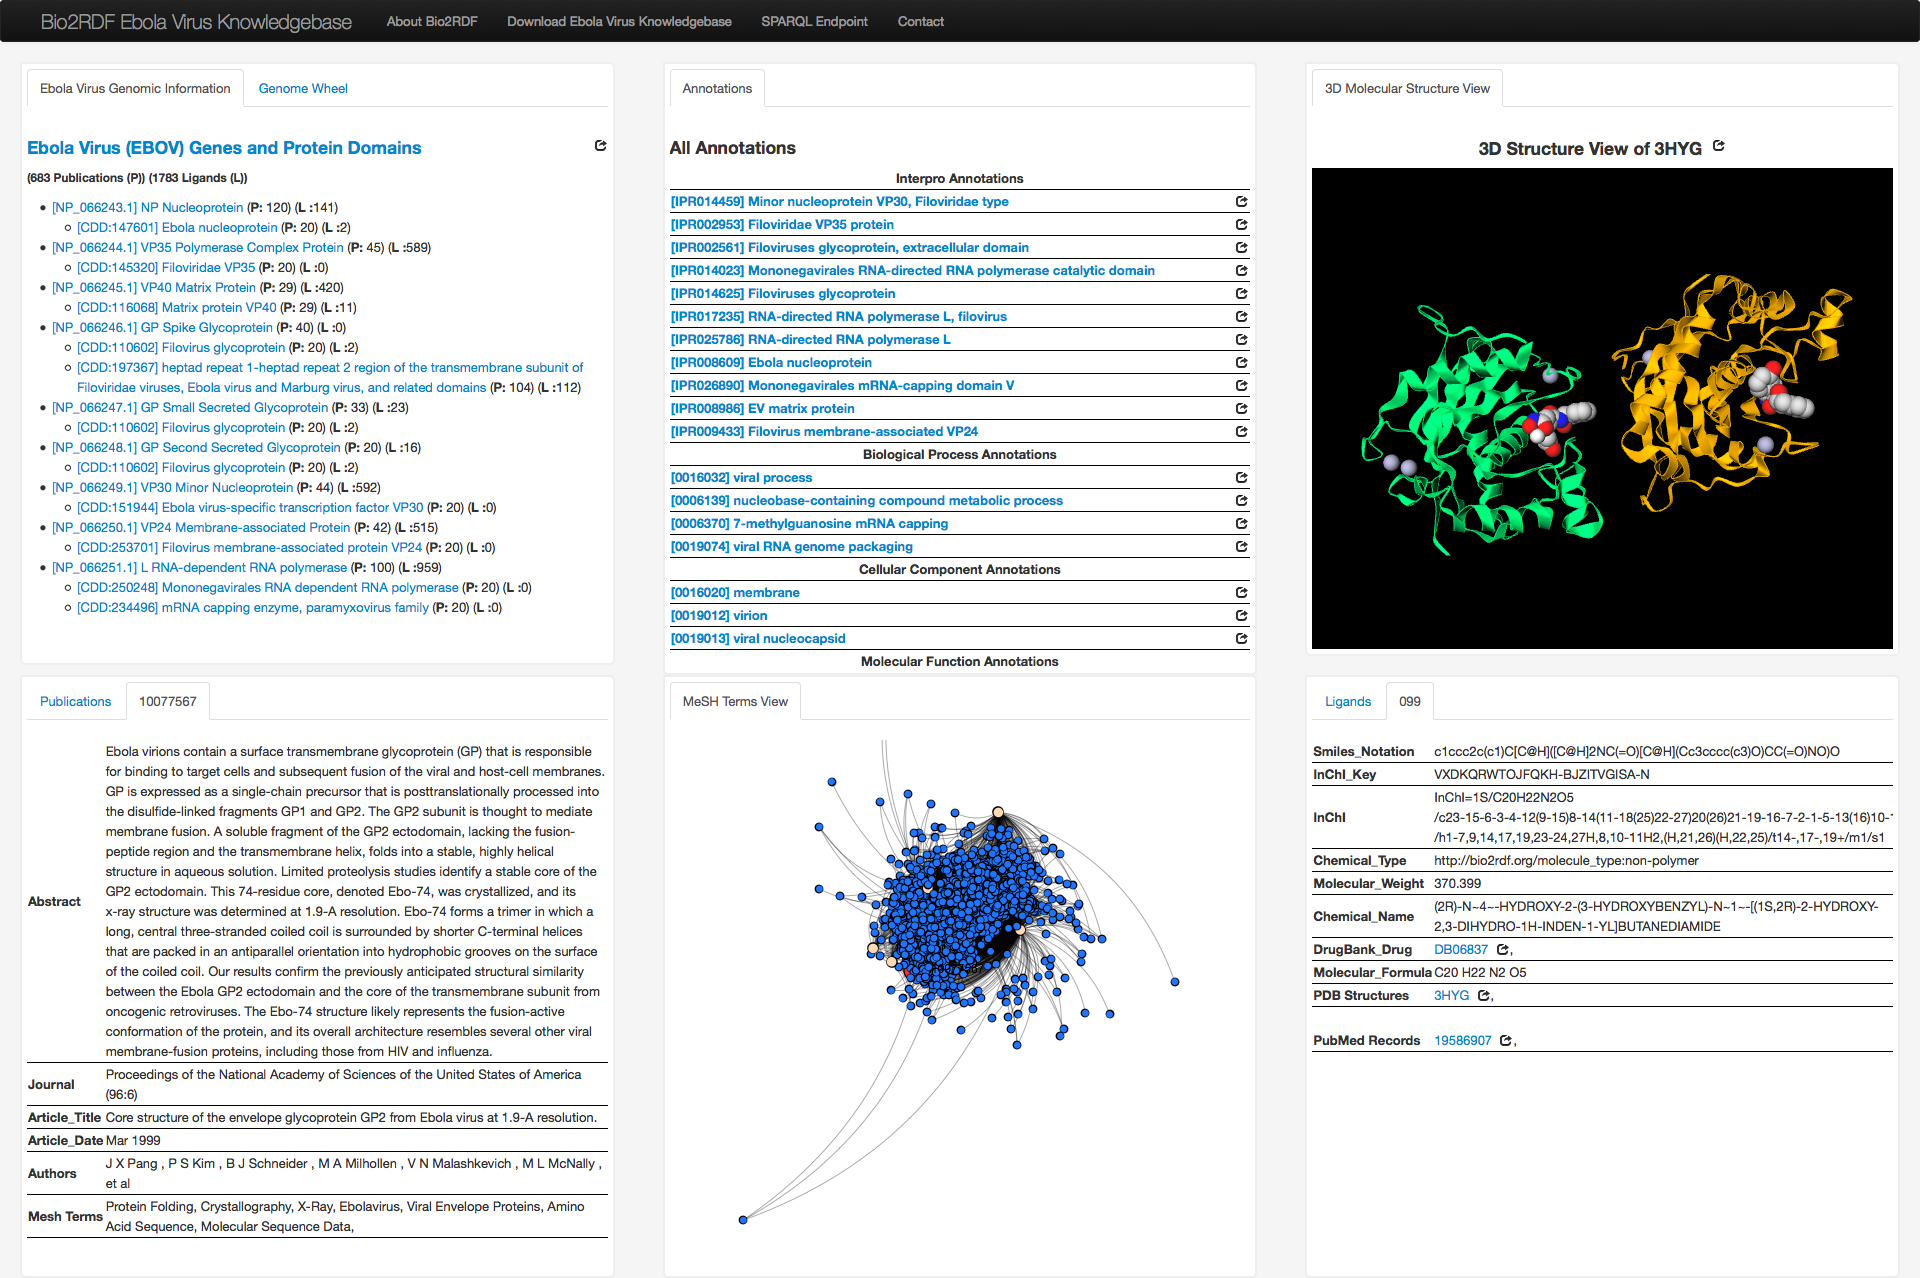 Bio2RDF Ebola Virus Knowledgebase
About Bio2RDF
Download Ebola Virus Knowledgebase
SPARQL Endpoint
Contact
Ebola Virus Genomic Information
Genome Wheel
Ebola Virus (EBOV) Genes and Protein Domains
(683 Publications (P)) (1783 Ligands (L))
[NP_066243.1] NP Nucleoprotein (P: 120) (L :141)
[CDD:147601] Ebola nucleoprotein (P: 20) (L :2)
[NP_066244.1] VP35 Polymerase Complex Protein (P: 45) (L :589)
[CDD:145320] Filoviridae VP35 (P: 20) (L :0)
[NP_066245.1] VP40 Matrix Protein (P: 29) (L :420)
[CDD:116068] Matrix protein VP40 (P: 29) (L :11)
[NP_066246.1] GP Spike Glycoprotein (P: 40) (L :0)
[CDD:110602] Filovirus glycoprotein (P: 20) (L :2)
[CDD:197367] heptad repeat 1-heptad repeat 2 region of the transmembrane subunit of
Filoviridae viruses, Ebola virus and Marburg virus, and related domains (P: 104) (L :112)
[NP_066247.1] GP Small Secreted Glycoprotein (P: 33) (L :23)
[CDD:110602] Filovirus glycoprotein (P: 20) (L :2)
[NP_066248.1] GP Second Secreted Glycoprotein (P: 20) (L :16)
[CDD:110602] Filovirus glycoprotein (P: 20) (L :2)
[NP_066249.1] VP30 Minor Nucleoprotein (P: 44) (L :592)
[CDD:151944] Ebola virus-specific transcription factor VP30 (P: 20) (L :0)
[NP_066250.1] VP24 Membrane-associated Protein (P: 42) (L :515)
[CDD:253701] Filovirus membrane-associated protein VP24 (P: 20) (L :0)
[NP_066251.1] L RNA-dependent RNA polymerase (P: 100) (L :959)
[CDD:250248] Mononegavirales RNA dependent RNA polymerase (P: 20) (L :0)
[CDD:234496] mRNA capping enzyme, paramyxovirus family (P: 20) (L :0)
Annotations
All Annotations
Interpro Annotations
[IPR014459] Minor nucleoprotein VP30, Filoviridae type
[IPR002953] Filoviridae VP35 protein
[IPR002561] Filoviruses glycoprotein, extracellular domain
[IPR014023] Mononegavirales RNA-directed RNA polymerase catalytic domain
[IPR014625] Filoviruses glycoprotein
[IPR017235] RNA-directed RNA polymerase L, filovirus
[IPR025786] RNA-directed RNA polymerase L
[IPR008609] Ebola nucleoprotein
[IPR026890] Mononegavirales mRNA-capping domain V
[IPR008986] EV matrix protein
[IPR009433] Filovirus membrane-associated VP24
Biological Process Annotations
[0016032] viral process
[0006139] nucleobase-containing compound metabolic process
[0006370] 7-methylguanosine mRNA capping
[0019074] viral RNA genome packaging
Cellular Component Annotations
[0016020] membrane
[0019012] virion
[0019013] viral nucleocapsid
Molecular Function Annotations
3D Molecular Structure View
3D Structure View of 3HYG
Publications
10077567
Abstract
Ebola virions contain a surface transmembrane glycoprotein (GP) that is responsible
for binding to target cells and subsequent fusion of the viral and host-cell membranes.
GP is expressed as a single-chain precursor that is posttranslationally processed into
the disulfide-linked fragments GP1 and GP2. The GP2 subunit is thought to mediate
membrane fusion. A soluble fragment of the GP2 ectodomain, lacking the fusion-
peptide region and the transmembrane helix, folds into a stable, highly helical
structure in aqueous solution. Limited proteolysis studies identify a stable core of the
GP2 ectodomain. This 74-residue core, denoted Ebo-74, was crystallized, and its
x-ray structure was determined at 1.9-A resolution. Ebo-74 forms a trimer in which a
long, central three-stranded coiled coil is surrounded by shorter C-terminal helices
that are packed in an antiparallel orientation into hydrophobic grooves on the surface
of the coiled coil. Our results confirm the previously anticipated structural similarity
between the Ebola GP2 ectodomain and the core of the transmembrane subunit from
oncogenic retroviruses. The Ebo-74 structure likely represents the fusion-active
conformation of the protein, and its overall architecture resembles several other viral
membrane-fusion proteins, including those from HIV and influenza.
Journal
Proceedings of the National Academy of Sciences of the United States of America
(96:6)
Article_Title Core structure of the envelope glycoprotein GP2 from Ebola virus at 1.9-A resolution.
Article_Date Mar 1999
Authors
J X Pang , P S Kim , B J Schneider , M A Milhollen , V N Malashkevich , M L McNally ,
et al
Mesh Terms
Protein Folding, Crystallography, X-Ray, Ebolavirus, Viral Envelope Proteins, Amino
Acid Sequence, Molecular Sequence Data,
MeSH Terms View
Ligands
099
Smiles_Notation c1ccc2c(c1)C[C@H]([C@H]2NC(=O)[C@H](Cc3cccc(c3)O)CC(=O)NO)O
InChI_Key VXDKQRWTOJFQKH-BJZITVGISA-N
InChI
InChI=1S/C20H22N2O5
/c23-15-6-3-4-12(9-15)8-14(11-18(25)22-27)20(26)21-19-16-7-2-1-5-13(16)10-
/h1-7,9,14,17,19,23-24,27H,8,10-11H2,(H,21,26)(H,22,25)/t14-,17-,19+/m1/s1
Chemical_Type http://bio2rdf.org/molecule_type:non-polymer
Molecular_Weight 370.399
Chemical_Name
(2R)-N~4~-HYDROXY-2-(3-HYDROXYBENZYL)-N~1~-[(1S,2R)-2-HYDROXY-
2,3-DIHYDRO-1H-INDEN-1-YL]BUTANEDIAMIDE
DrugBank_Drug DB06837 ,
Molecular_Formula C20 H22 N2 O5
PDB Structures 3HYG ,
PubMed Records 19586907 ,